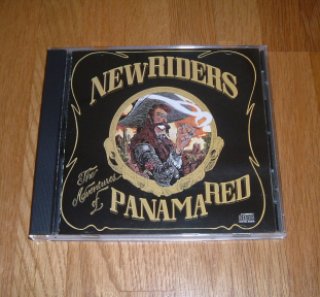 NEW RIDERS
The
Adventures
of
PANAMA RED